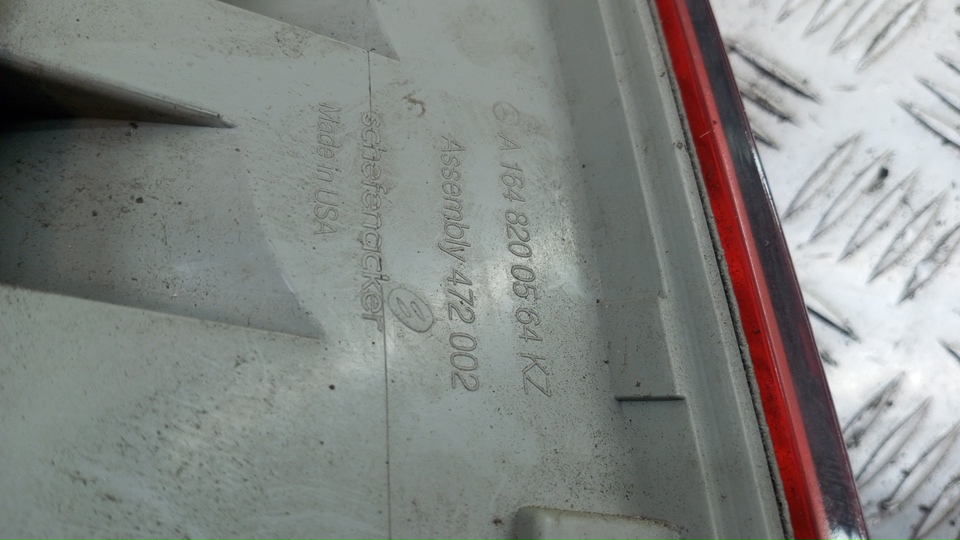 A 164 820 05 64 KZ
Assembly 472 002
schefenacker
Made in USA